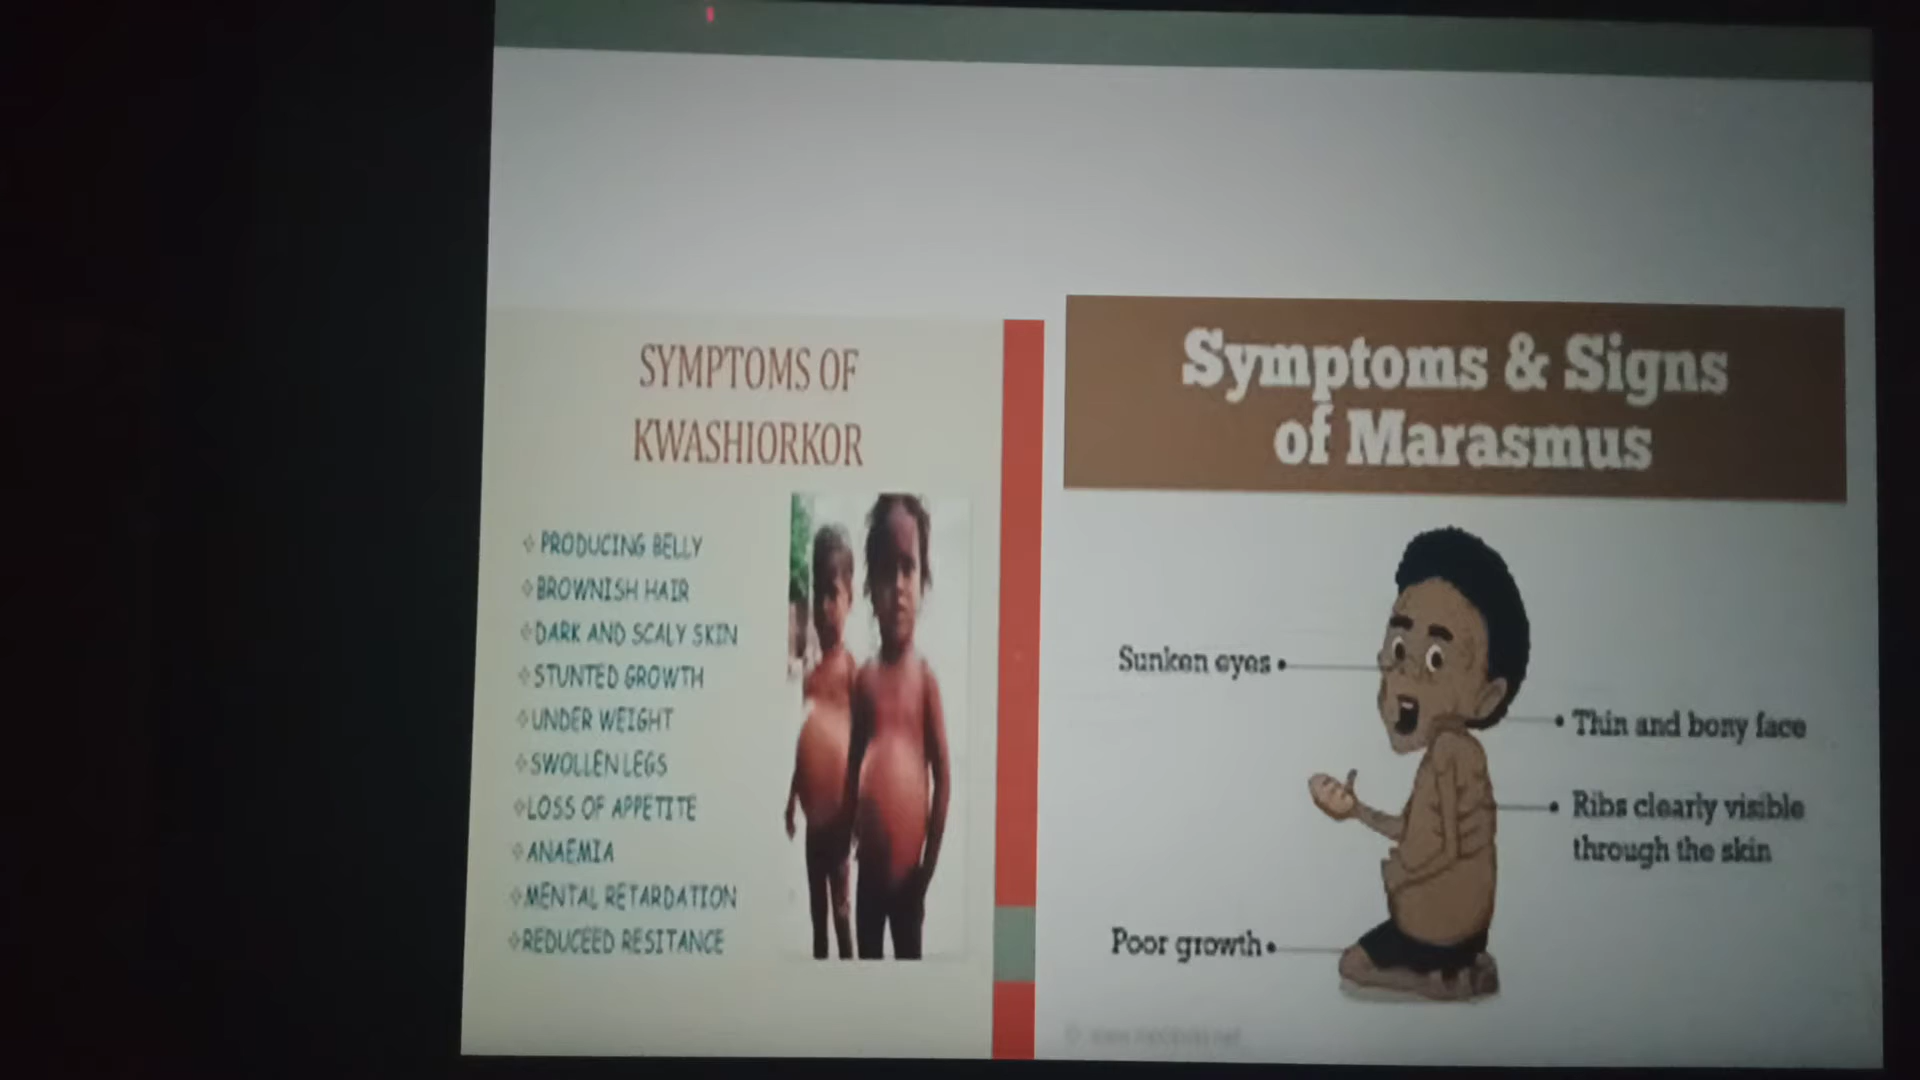 SYMPTOMS OF
KWASHIORKOR
PRODUCING BELLY
BROWNISH HAIR
DARK AND SCALY SKIN
STUNTED GROWTH
UNDER WEIGHT
SWOLLEN LEGS
LOSS OF APPETITE
ANAEMIA
MENTAL RETARDATION
REDUCEED RESITANCE
Symptoms & Signs
of Marasmus
Sunken eyes
Thin and bony face
Ribs clearly visible
through the skin
Poor growth